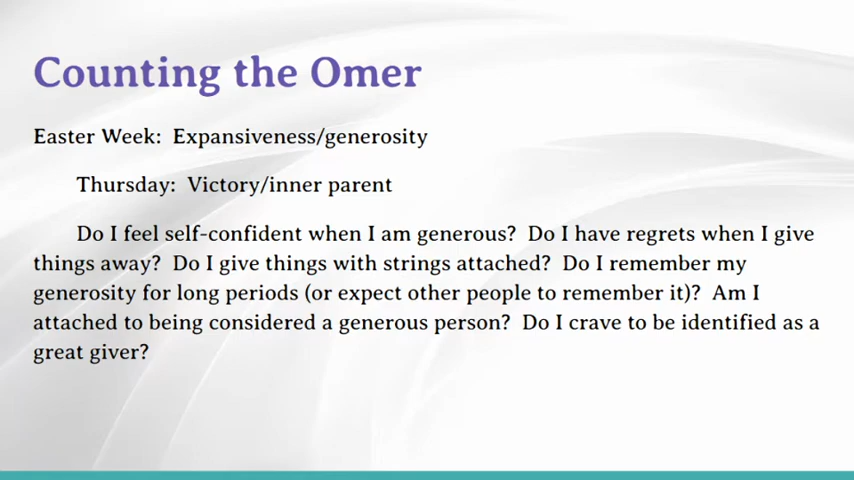 Counting the Omer
Easter Week:  Expansiveness/generosity
Thursday:  Victory/inner parent
Do I feel self-confident when I am generous?  Do I have regrets when I give
things away?  Do I give things with strings attached?  Do I remember my
generosity for long periods (or expect other people to remember it)?  Am I
attached to being considered a generous person?  Do I crave to be identified as a
great giver?